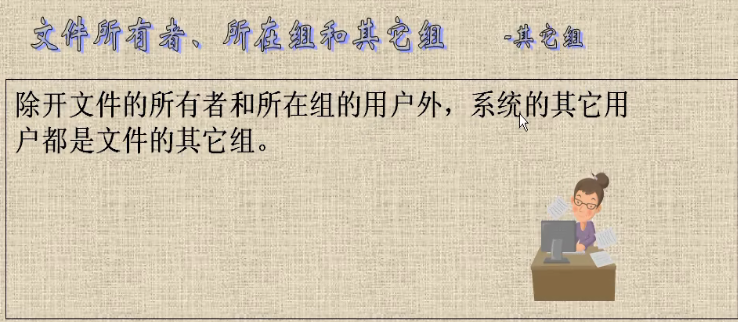 文件所有者、所在组和其它组 -其它组
除开文件的所有者和所在组的用户外，系统的其它用
户都是文件的其它组。